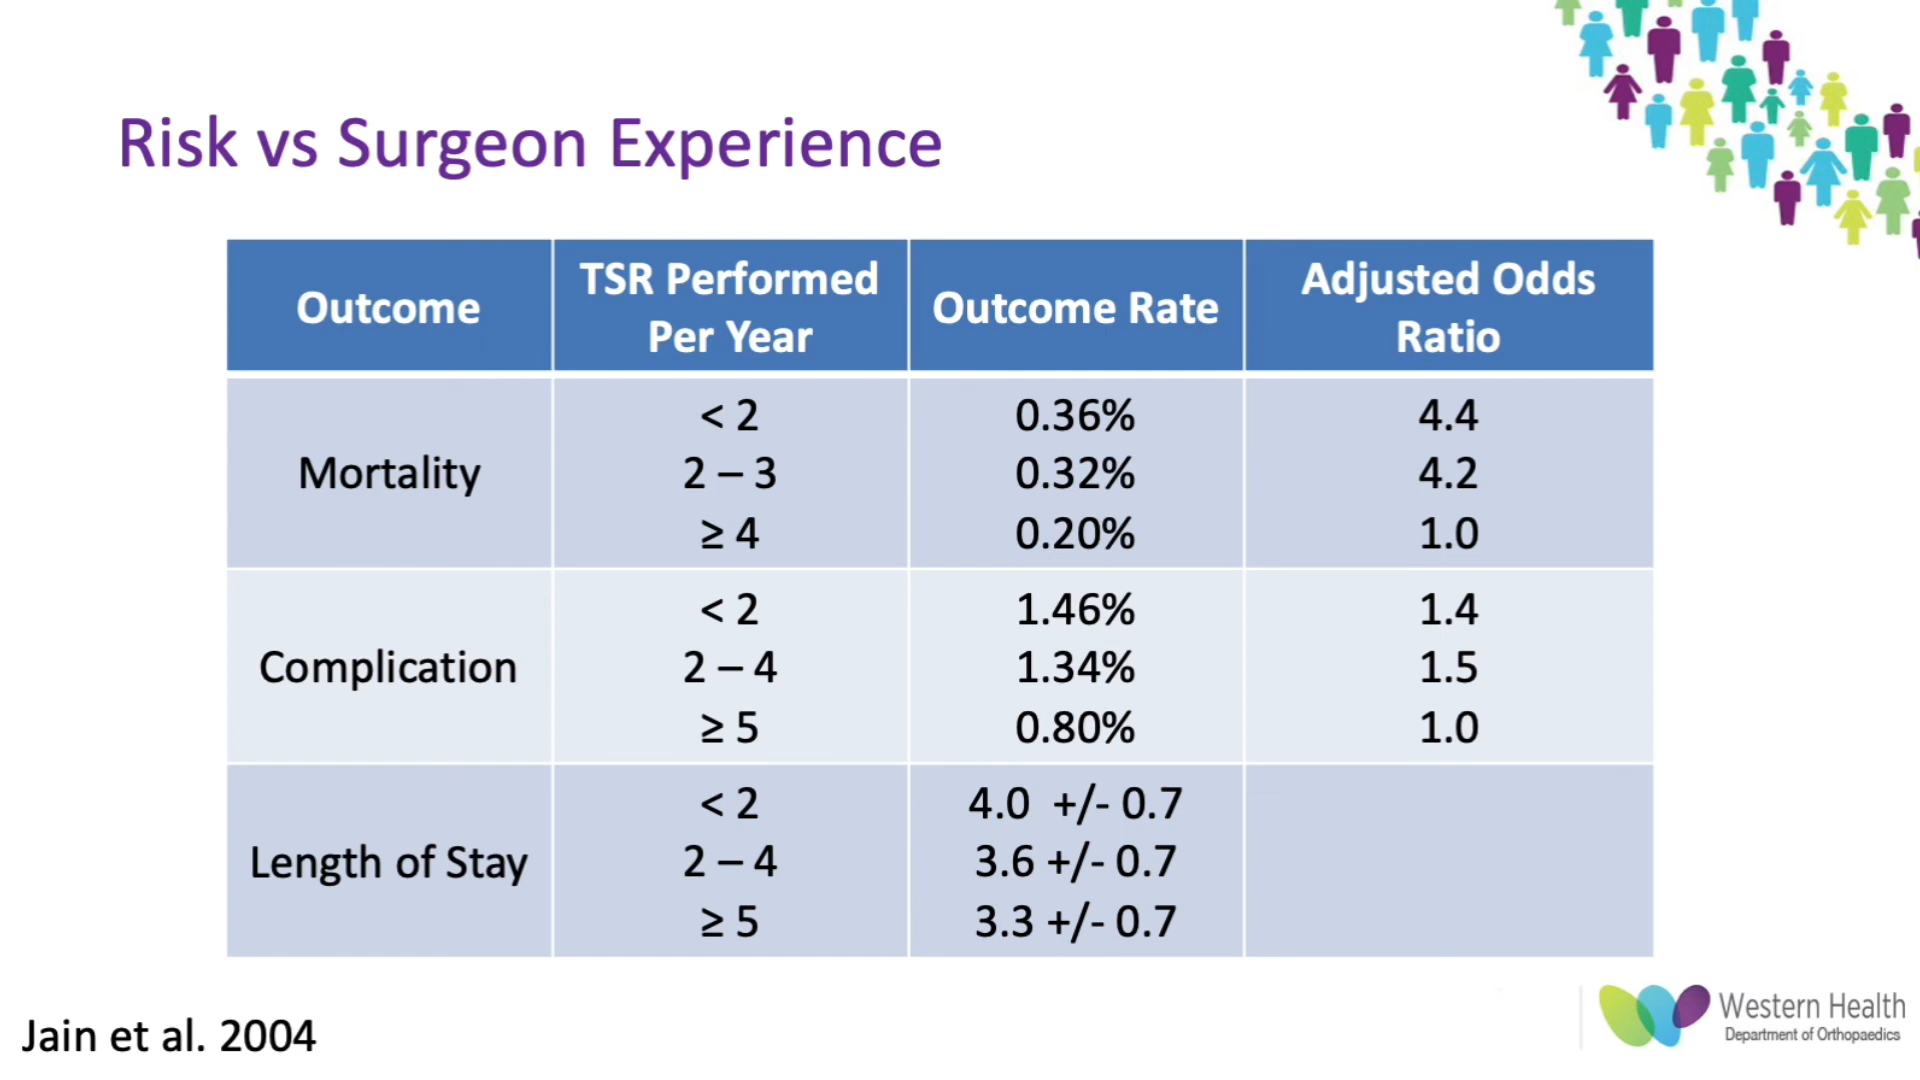 Risk vs Surgeon Experience
Outcome
TSR Performed
Per Year
Outcome Rate
Adjusted Odds
Ratio
Mortality
< 2
0.36%
4.4
2 – 3
0.32%
4.2
≥ 4
0.20%
1.0
Complication
< 2
1.46%
1.4
2 – 4
1.34%
1.5
≥ 5
0.80%
1.0
Length of Stay
< 2
4.0 +/- 0.7
2 – 4
3.6 +/- 0.7
≥ 5
3.3 +/- 0.7
Jain et al. 2004
Western Health
Department of Orthopaedics